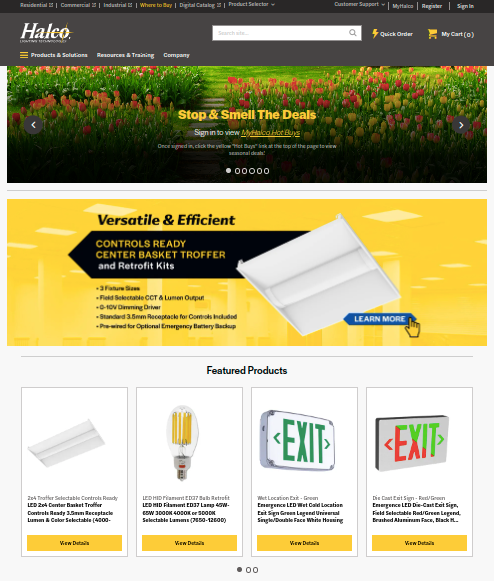 Residential
Commercial
Industrial
Where to Buy
Digital Catalog
Product Selector
Customer Support
MyHalco
Register
Sign In
Halco
LIGHTING TECHNOLOGIES
Search site...
Quick Order
My Cart (0)
Products & Solutions
Resources & Training
Company
Stop & Smell The Deals
Sign in to view MyHalco Hot Buys
Once signed in, click the yellow "Hot Buys" link at the top of the page to view
seasonal deals!
Versatile & Efficient
CONTROLS READY
CENTER BASKET TROFFER
and Retrofit Kits
• 3 Fixture Sizes
• Field Selectable CCT & Lumen Output
• 0-10V Dimming Driver
• Standard 3.5mm Receptacle for Controls Included
• Pre-wired for Optional Emergency Battery Backup
LEARN MORE
Featured Products
2x4 Troffer Selectable Controls Ready
LED 2x4 Center Basket Troffer
Controls Ready 3.5mm Receptacle
Lumen & Color Selectable (4000-
View Details
LED HID Filament ED37 Bulb Retrofit
LED HID Filament ED37 Lamp 45W-
65W 3000K 4000K or 5000K
Selectable Lumens (7650-12600)
View Details
EXIT
Wet Location Exit - Green
Emergency LED Wet Cold Location
Exit Sign Green Legend Universal
Single/Double Face White Housing
View Details
EXIT
Die Cast Exit Sign - Red/Green
Emergency LED Die-Cast Exit Sign,
Field Selectable Red/Green Legend,
Brushed Aluminum Face, Black H...
View Details